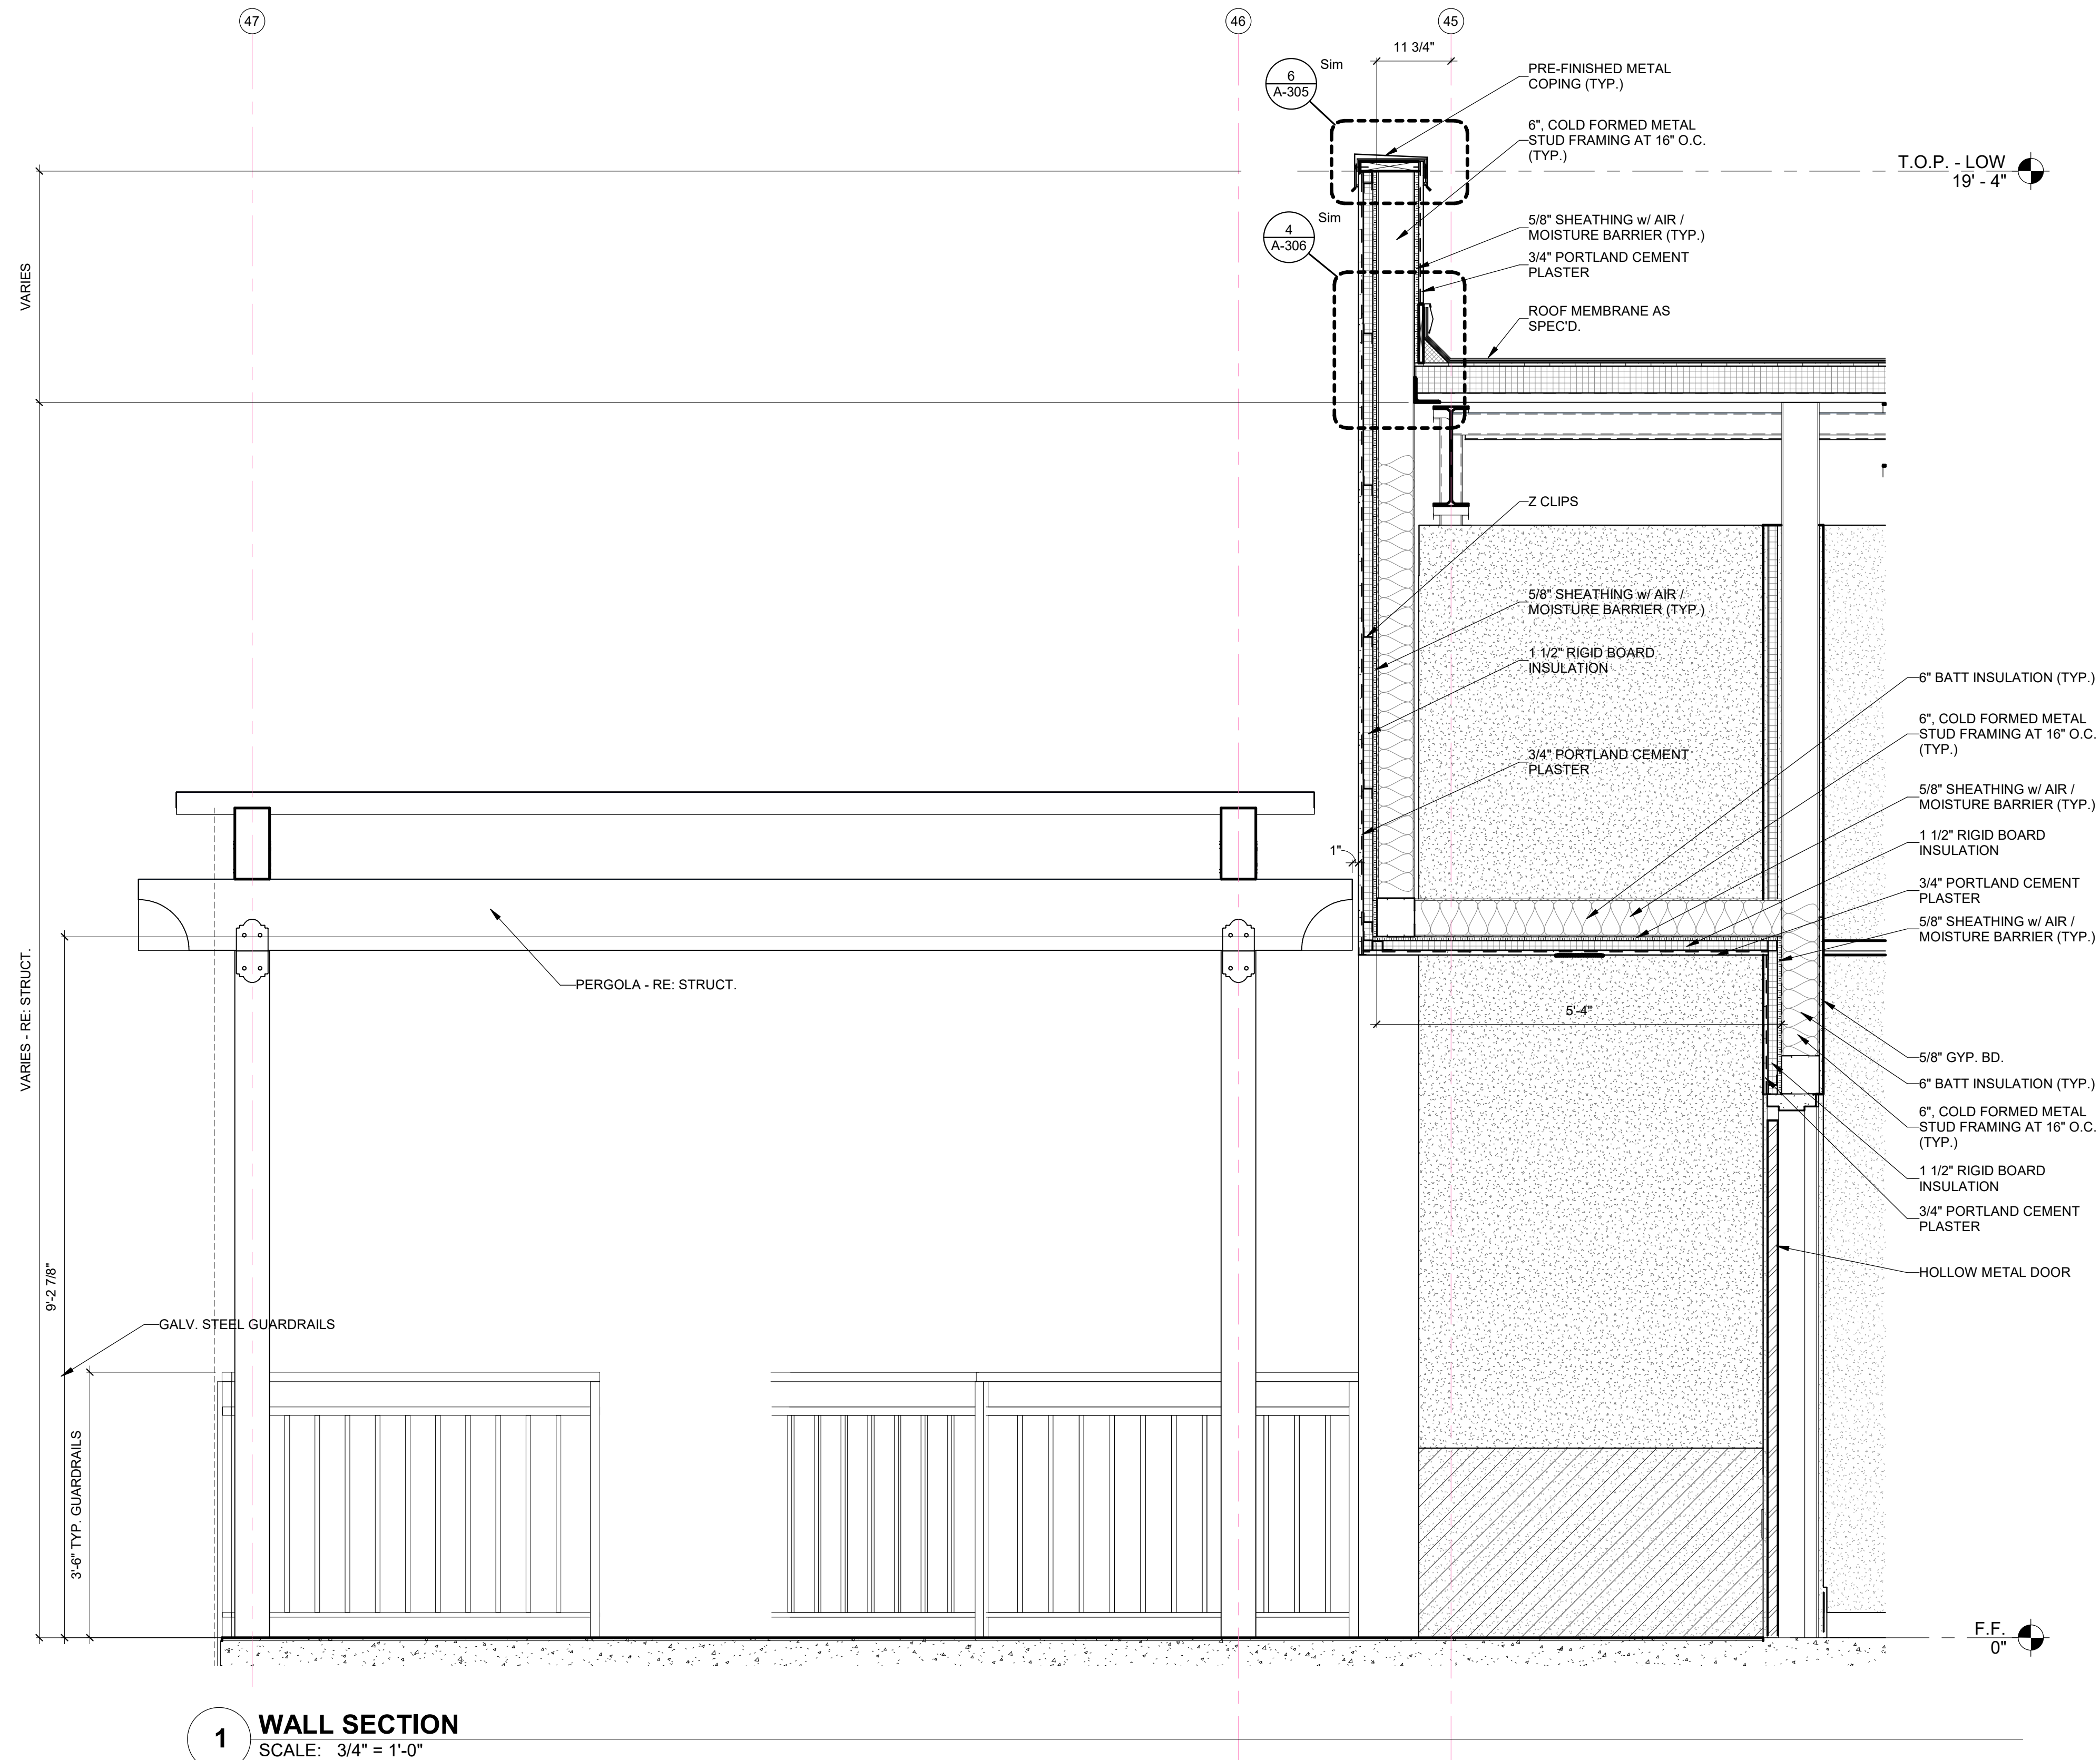 47
46
45
11 3/4"
6
A-305
Sim
PRE-FINISHED METAL
COPING (TYP.)
6", COLD FORMED METAL
STUD FRAMING AT 16" O.C.
(TYP.)
T.O.P. - LOW
19' - 4"
4
A-306
Sim
5/8" SHEATHING w/ AIR /
MOISTURE BARRIER (TYP.)
3/4" PORTLAND CEMENT
PLASTER
VARIES
ROOF MEMBRANE AS
SPEC'D.
Z CLIPS
5/8" SHEATHING w/ AIR /
MOISTURE BARRIER (TYP.)
1 1/2" RIGID BOARD
INSULATION
3/4" PORTLAND CEMENT
PLASTER
6" BATT INSULATION (TYP.)
6", COLD FORMED METAL
STUD FRAMING AT 16" O.C.
(TYP.)
5/8" SHEATHING w/ AIR /
MOISTURE BARRIER (TYP.)
1 1/2" RIGID BOARD
INSULATION
3/4" PORTLAND CEMENT
PLASTER
5/8" SHEATHING w/ AIR /
MOISTURE BARRIER (TYP.)
1"
PERGOLA - RE: STRUCT.
VARIES - RE: STRUCT.
5'-4"
5/8" GYP. BD.
6" BATT INSULATION (TYP.)
6", COLD FORMED METAL
STUD FRAMING AT 16" O.C.
(TYP.)
1 1/2" RIGID BOARD
INSULATION
3/4" PORTLAND CEMENT
PLASTER
HOLLOW METAL DOOR
9'-2 7/8"
GALV. STEEL GUARDRAILS
3'-6" TYP. GUARDRAILS
F.F.
0"
1
WALL SECTION
SCALE: 3/4" = 1'-0"